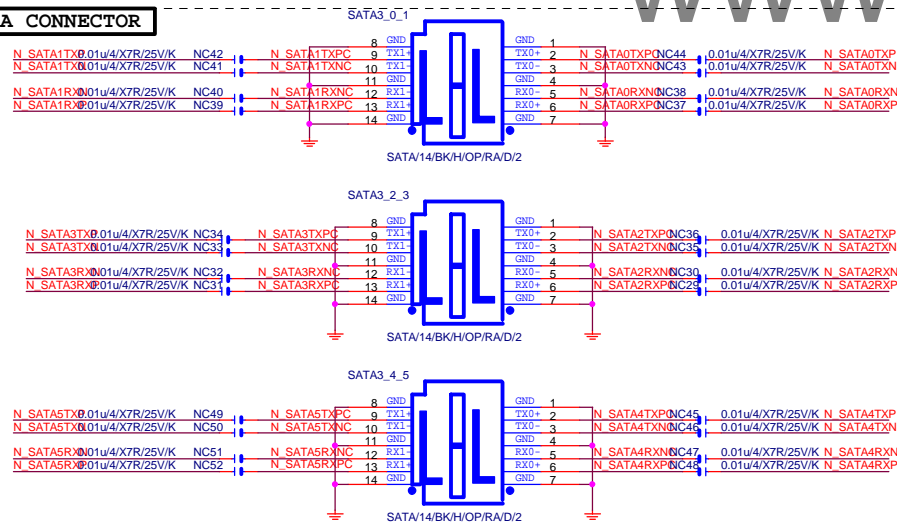 A CONNECTOR
WWW
SATA3_0_1
8 GND GND 1
N_SATA1TXP 0.01u/4/X7R/25V/K NC42 N_SATA1TXPC 9 TX1+ TX0+ 2 N_SATA0TXPC NC44 0.01u/4/X7R/25V/K N_SATA0TXP
N_SATA1TXN 0.01u/4/X7R/25V/K NC41 N_SATA1TXNC 10 TX1- TX0- 3 N_SATA0TXNC NC43 0.01u/4/X7R/25V/K N_SATA0TXN
11 GND GND 4
N_SATA1RXN 0.01u/4/X7R/25V/K NC40 N_SATA1RXNC 12 RX1- RX0- 5 N_SATA0RXNC NC38 0.01u/4/X7R/25V/K N_SATA0RXN
N_SATA1RXP 0.01u/4/X7R/25V/K NC39 N_SATA1RXPC 13 RX1+ RX0+ 6 N_SATA0RXPC NC37 0.01u/4/X7R/25V/K N_SATA0RXP
14 GND GND 7
SATA/14/BK/H/OP/RA/D/2
SATA3_2_3
8 GND GND 1
N_SATA3TXP 0.01u/4/X7R/25V/K NC34 N_SATA3TXPC 9 TX1+ TX0+ 2 N_SATA2TXPC NC36 0.01u/4/X7R/25V/K N_SATA2TXP
N_SATA3TXN 0.01u/4/X7R/25V/K NC33 N_SATA3TXNC 10 TX1- TX0- 3 N_SATA2TXNC NC35 0.01u/4/X7R/25V/K N_SATA2TXN
11 GND GND 4
N_SATA3RXN 0.01u/4/X7R/25V/K NC32 N_SATA3RXNC 12 RX1- RX0- 5 N_SATA2RXNC NC30 0.01u/4/X7R/25V/K N_SATA2RXN
N_SATA3RXP 0.01u/4/X7R/25V/K NC31 N_SATA3RXPC 13 RX1+ RX0+ 6 N_SATA2RXPC NC29 0.01u/4/X7R/25V/K N_SATA2RXP
14 GND GND 7
SATA/14/BK/H/OP/RA/D/2
SATA3_4_5
8 GND GND 1
N_SATA5TXP 0.01u/4/X7R/25V/K NC49 N_SATA5TXPC 9 TX1+ TX0+ 2 N_SATA4TXPC NC45 0.01u/4/X7R/25V/K N_SATA4TXP
N_SATA5TXN 0.01u/4/X7R/25V/K NC50 N_SATA5TXNC 10 TX1- TX0- 3 N_SATA4TXNC NC46 0.01u/4/X7R/25V/K N_SATA4TXN
11 GND GND 4
N_SATA5RXN 0.01u/4/X7R/25V/K NC51 N_SATA5RXNC 12 RX1- RX0- 5 N_SATA4RXNC NC47 0.01u/4/X7R/25V/K N_SATA4RXN
N_SATA5RXP 0.01u/4/X7R/25V/K NC52 N_SATA5RXPC 13 RX1+ RX0+ 6 N_SATA4RXPC NC48 0.01u/4/X7R/25V/K N_SATA4RXP
14 GND GND 7
SATA/14/BK/H/OP/RA/D/2